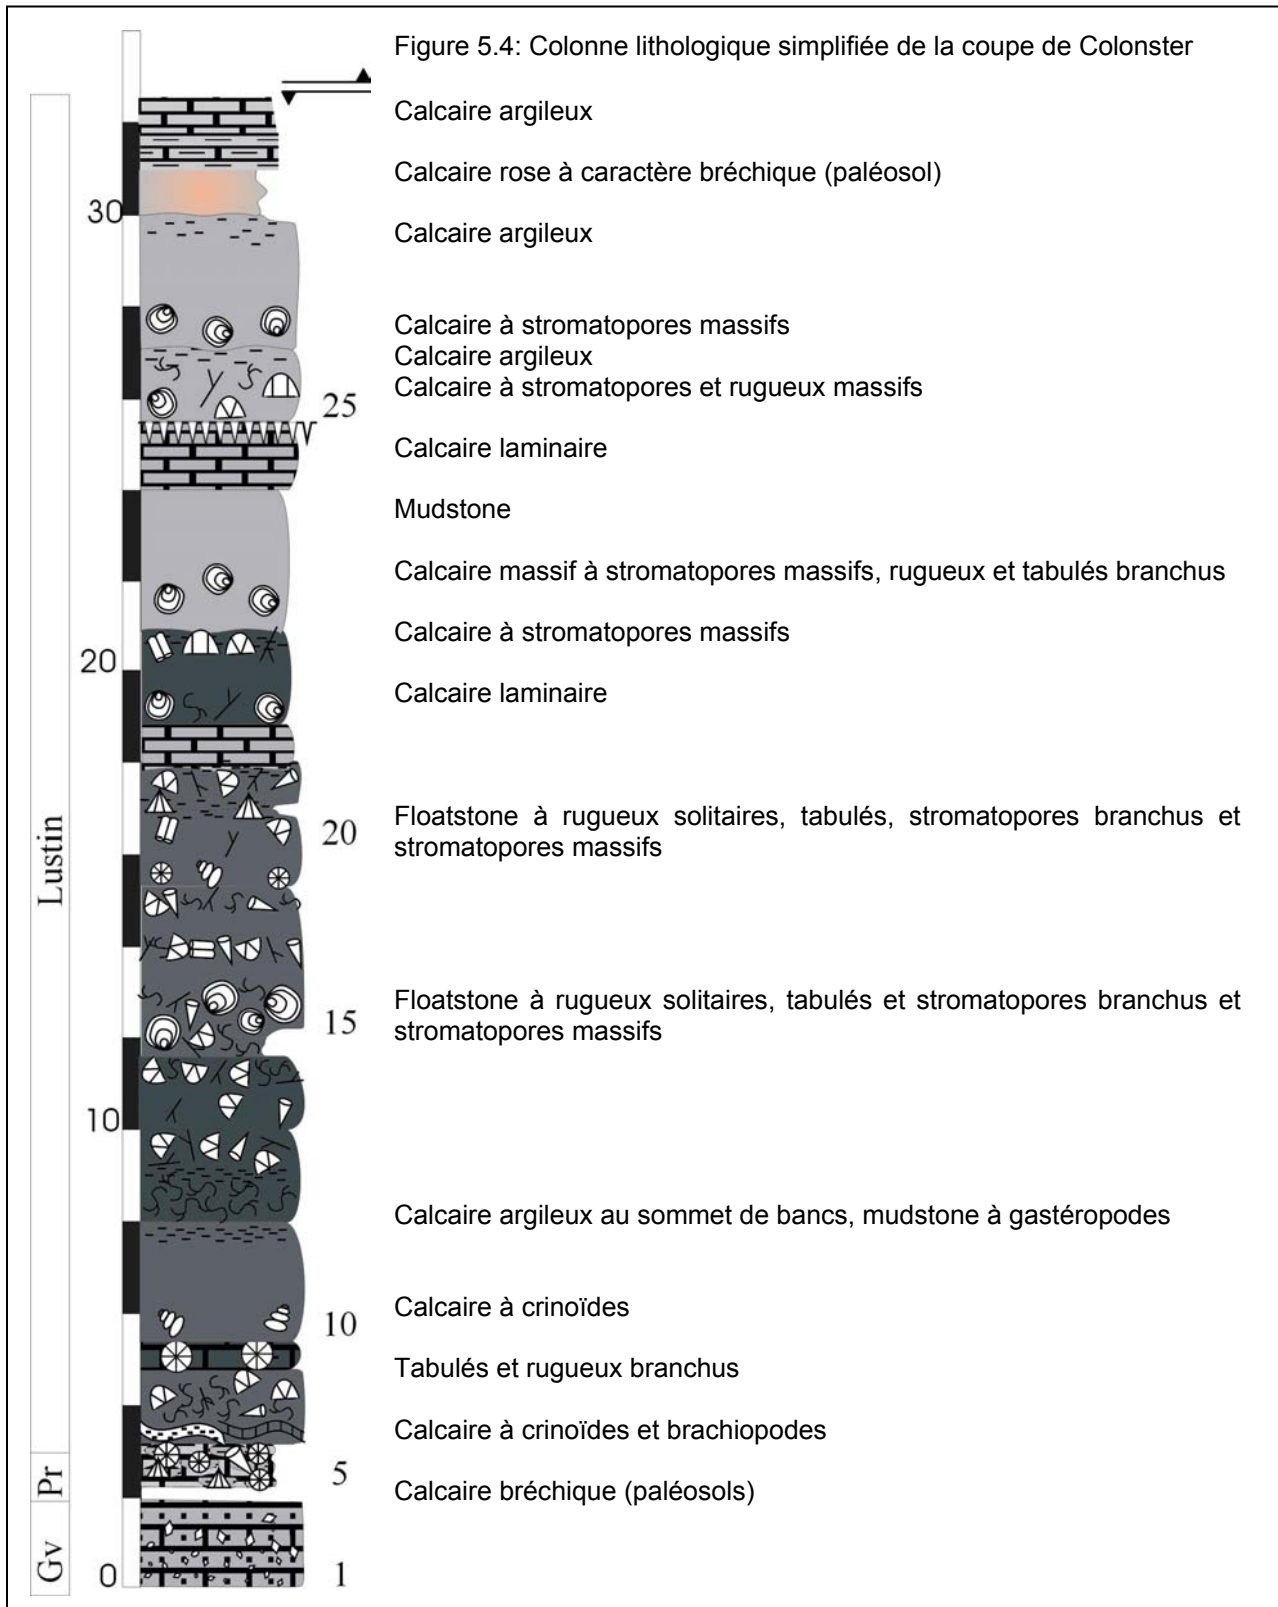 Figure 5.4: Colonne lithologique simplifiée de la coupe de Colonster
Calcaire argileux
Calcaire rose à caractère bréchique (paléosol)
30
Calcaire argileux
Calcaire à stromatopores massifs
Calcaire argileux
Calcaire à stromatopores et rugueux massifs
25
Calcaire laminaire
Mudstone
Calcaire massif à stromatopores massifs, rugueux et tabulés branchus
Calcaire à stromatopores massifs
20
Calcaire laminaire
Floatstone à rugueux solitaires, tabulés, stromatopores branchus et
stromatopores massifs
20
Lustin
Floatstone à rugueux solitaires, tabulés et stromatopores branchus et
stromatopores massifs
15
10
Calcaire argileux au sommet de bancs, mudstone à gastéropodes
Calcaire à crinoïdes
10
Tabulés et rugueux branchus
Calcaire à crinoïdes et brachiopodes
Pr
5
Calcaire bréchique (paléosols)
Gv
0
1